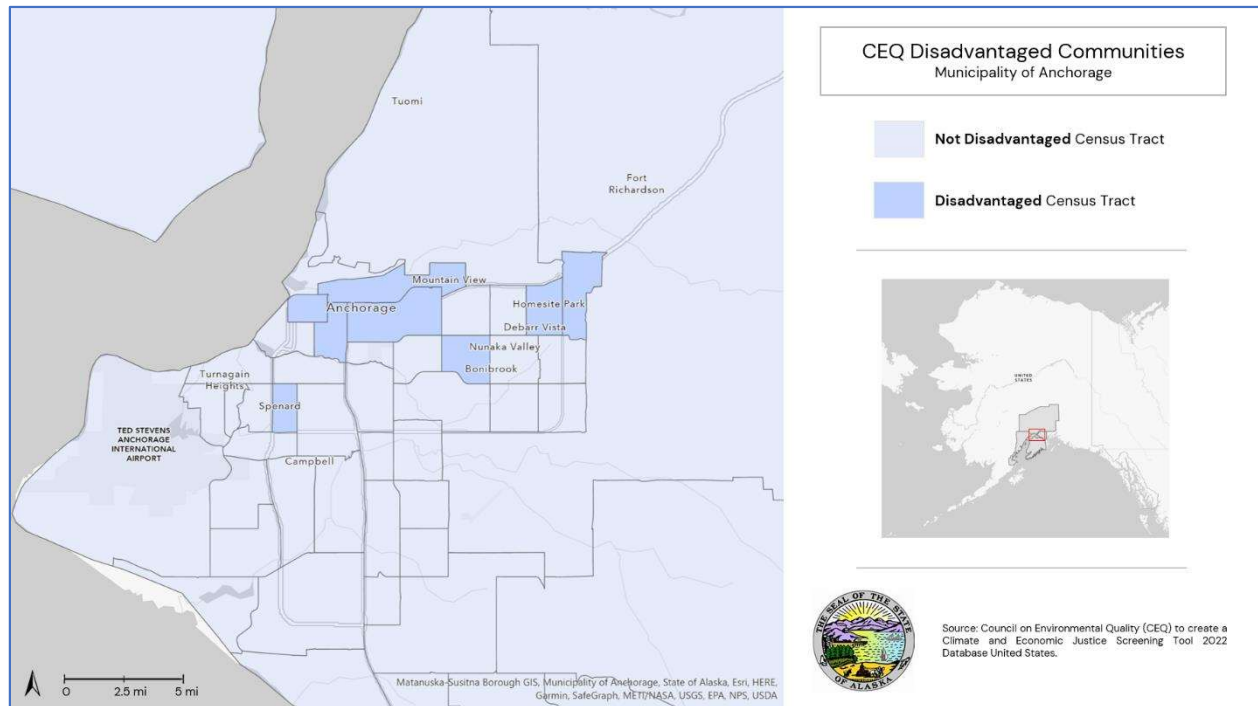 Tuomi
Fort
Richardson
Mountain View
Anchorage
Homesite Park
Debarr Vista
Nunaka Valley
Bonibrook
Turnagain
Heights
Spenard
TED STEVENS
ANCHORAGE
INTERNATIONAL
AIRPORT
Campbell
0 2.5 mi 5 mi
Matanuska-Susitna Borough GIS, Municipality of Anchorage, State of Alaska, Esri, HERE,
Garmin, SafeGraph, METI/NASA, USGS, EPA, NPS, USDA
CEQ Disadvantaged Communities
Municipality of Anchorage
Not Disadvantaged Census Tract
Disadvantaged Census Tract
UNITED
STATES
THE SEAL OF THE STATE
OF ALASKA
Source: Council on Environmental Quality (CEQ) to create a
Climate and Economic Justice Screening Tool 2022
Database United States.